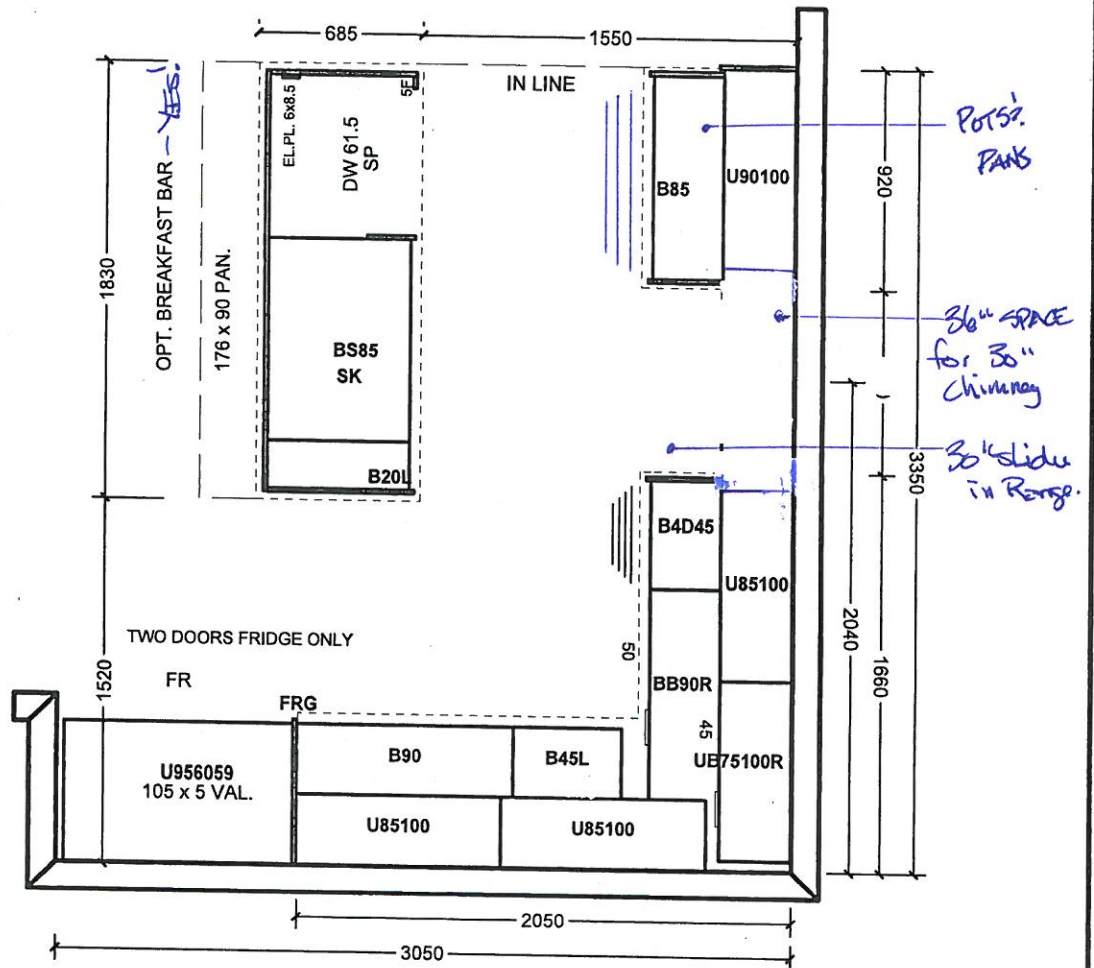 685
1550
IN LINE
OPT. BREAKFAST BAR – YES!
176 x 90 PAN.
1830
EL.PL. 6x8.5
5F
DW 61.5
SP
BS85
SK
B20L
B85
U90100
POTS &
PANS
920
36" SPACE
for 30"
Chimney
30" slide
in Range.
3350
2040
1660
B4D45
U85100
50
BB90R
45
UB75100R
TWO DOORS FRIDGE ONLY
FR
FRG
1520
U956059
105 x 5 VAL.
B90
B45L
U85100
U85100
2050
3050